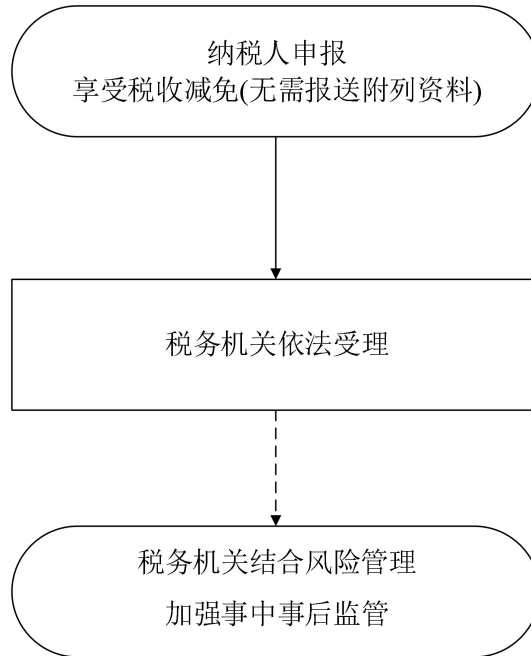 纳税人申报
享受税收减免(无需报送附列资料)
税务机关依法受理
税务机关结合风险管理
加强事中事后监管